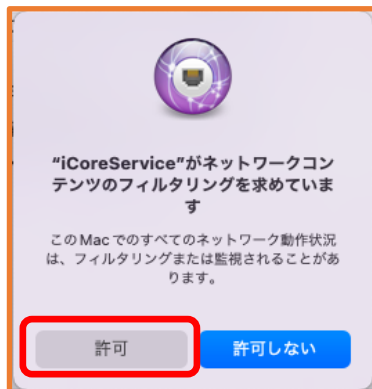 “iCoreService”がネットワークコン
テンツのフィルタリングを求めていま
す
このMacでのすべてのネットワーク動作状況
は、フィルタリングまたは監視されることがあ
ります。
許可
許可しない